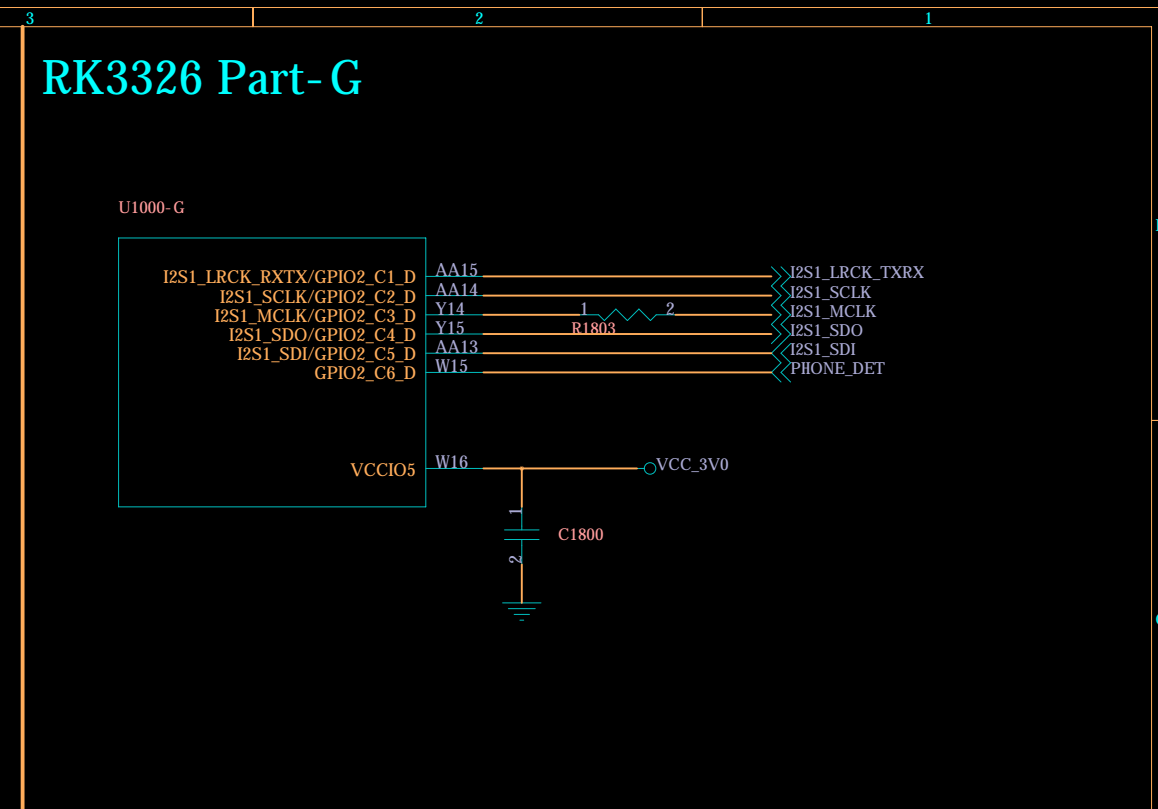 3 2 1
RK3326 Part-G
U1000-G
I2S1_LRCK_RXTX/GPIO2_C1_D AA15 I2S1_LRCK_TXRX
I2S1_SCLK/GPIO2_C2_D AA14 I2S1_SCLK
I2S1_MCLK/GPIO2_C3_D Y14 1 2 I2S1_MCLK
R1803
I2S1_SDO/GPIO2_C4_D Y15 I2S1_SDO
I2S1_SDI/GPIO2_C5_D AA13 I2S1_SDI
GPIO2_C6_D W15 PHONE_DET
VCCIO5 W16 VCC_3V0
1
C1800
2